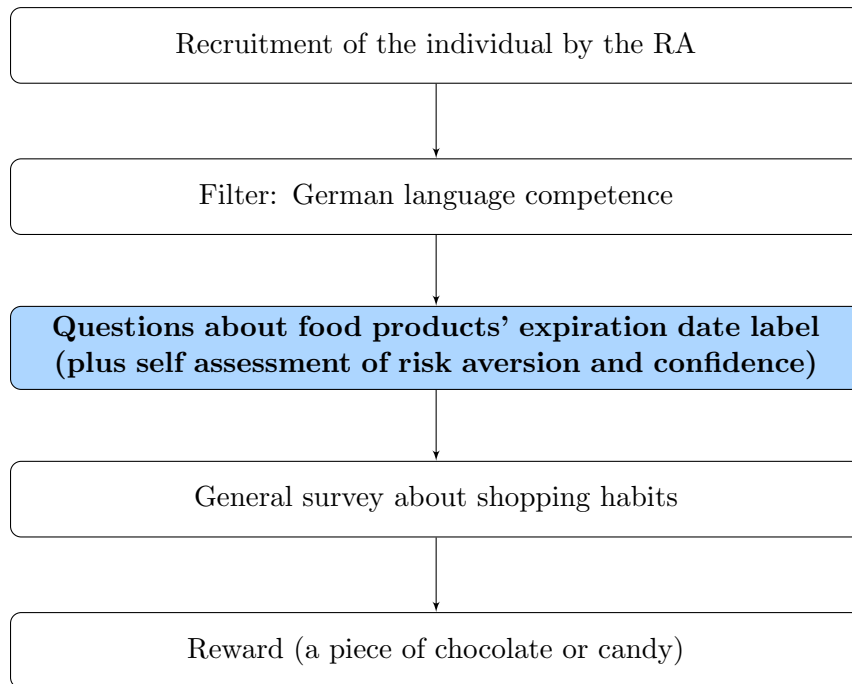 Recruitment of the individual by the RA
Filter: German language competence
Questions about food products’ expiration date label
(plus self assessment of risk aversion and confidence)
General survey about shopping habits
Reward (a piece of chocolate or candy)